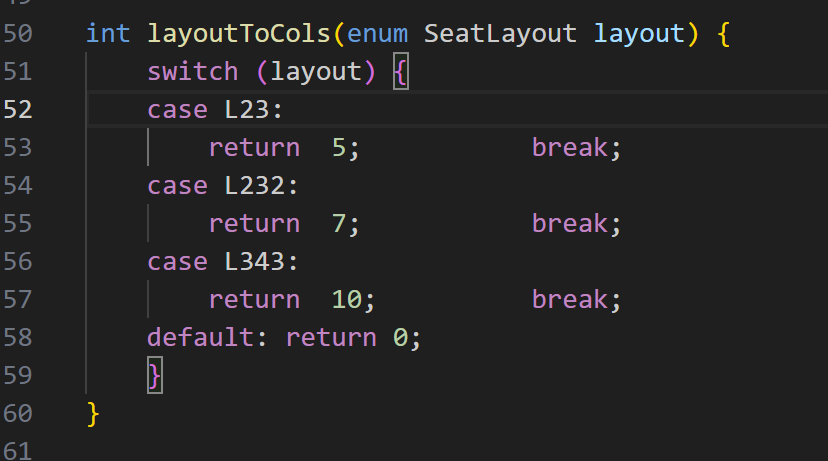 50 int layoutToCols(enum SeatLayout layout) {
51 switch (layout) {
52 case L23:
53 return 5; break;
54 case L232:
55 return 7; break;
56 case L343:
57 return 10; break;
58 default: return 0;
59 }
60 }
61